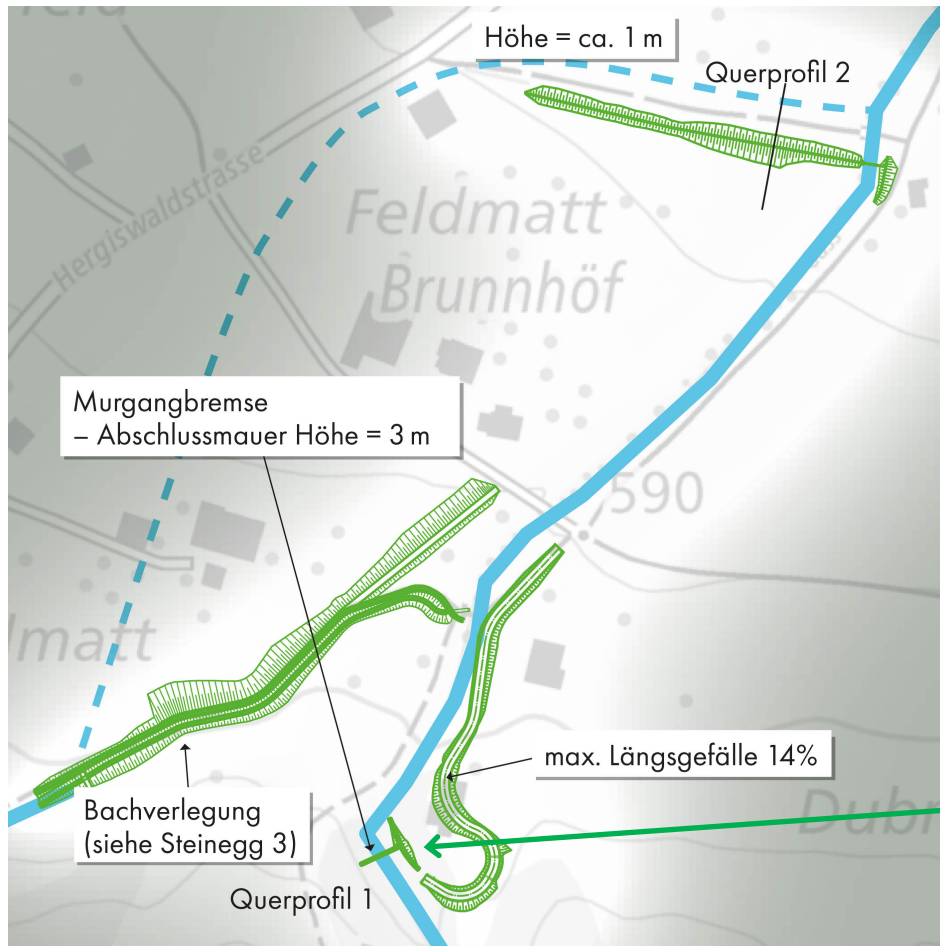 feld
Höhe = ca. 1 m
Querprofil 2
Hergiswaldstrasse
Feldmatt
Brunnhöf
Murgangbremse
– Abschlussmauer Höhe = 3 m
590
lmatt
max. Längsgefälle 14%
Bachverlegung
(siehe Steinegg 3)
Dubr
Querprofil 1